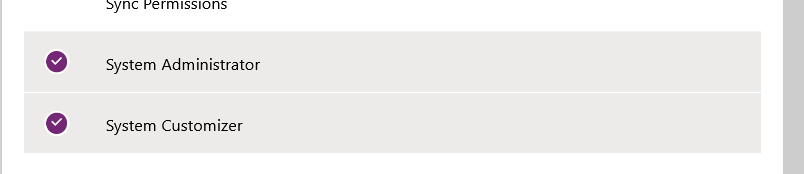 Sync Permissions
System Administrator
System Customizer